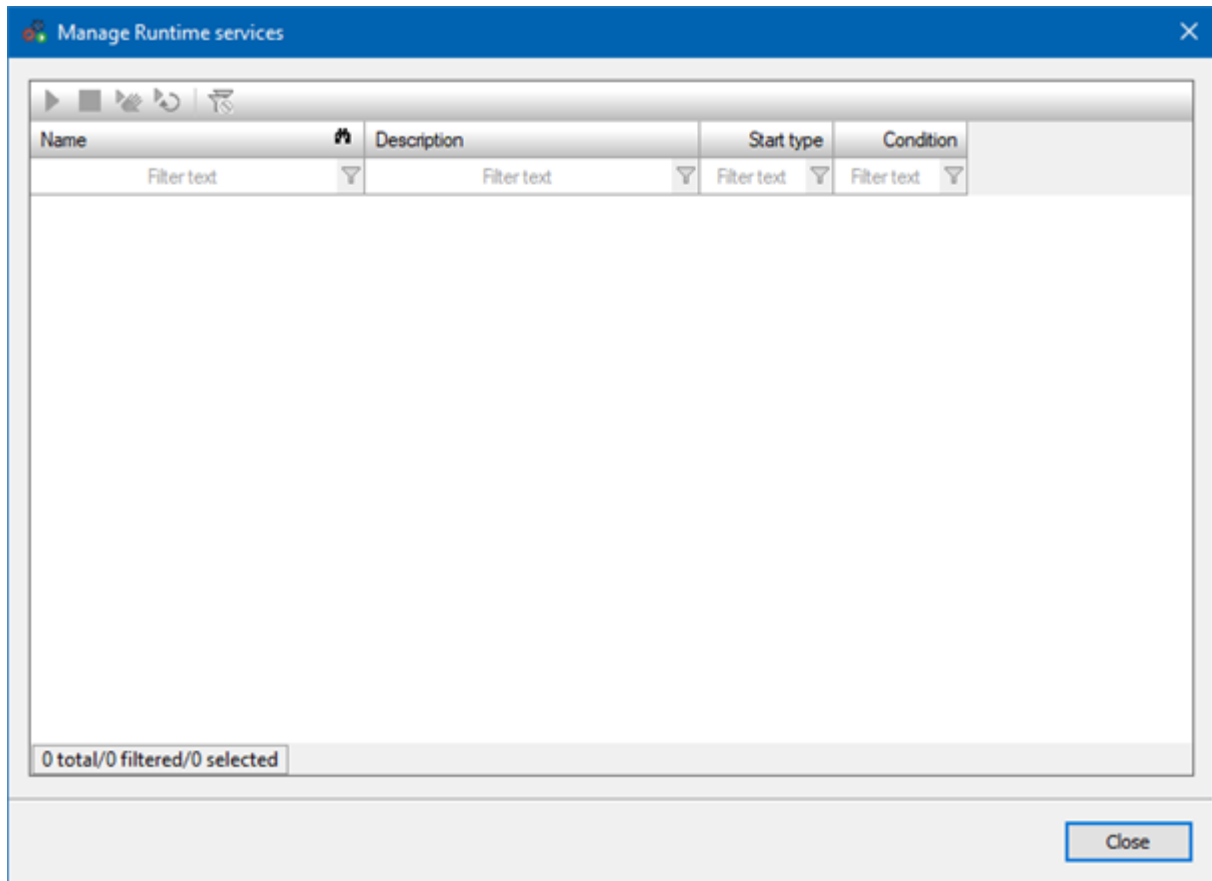 Manage Runtime services
Name Description Start type Condition
Filter text Filter text Filter text Filter text
0 total/0 filtered/0 selected
Close